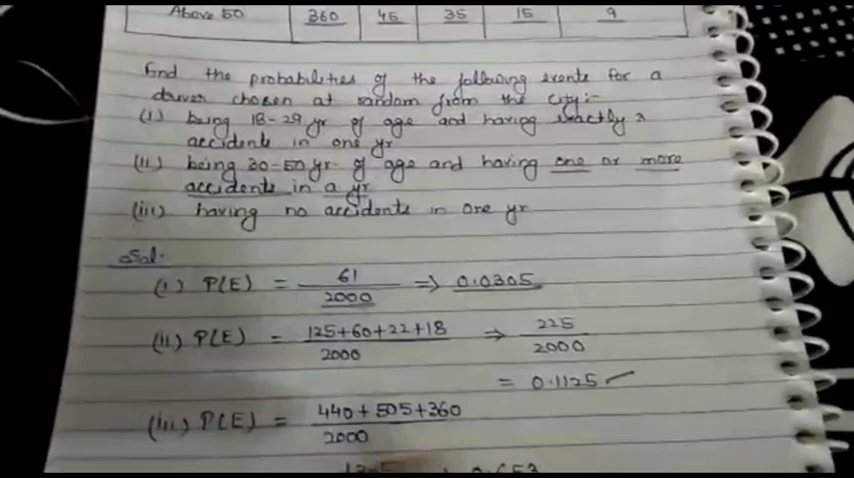 Above 50 360 45 35 15 9
find the probabilities of the following events for a
driver chosen at random from the city:-
(i) being 18-29 yr of age and having exactly 3
accidents in one yr
(ii) being 30-50 yr of age and having one or more
accidents in a yr
(iii) having no accidents in one yr
Sol:
(i) P(E) = 61/2000 => 0.0305
(ii) P(E) = 125+60+22+18/2000 => 225/2000
= 0.1125
(iii) P(E) = 440+505+360/2000